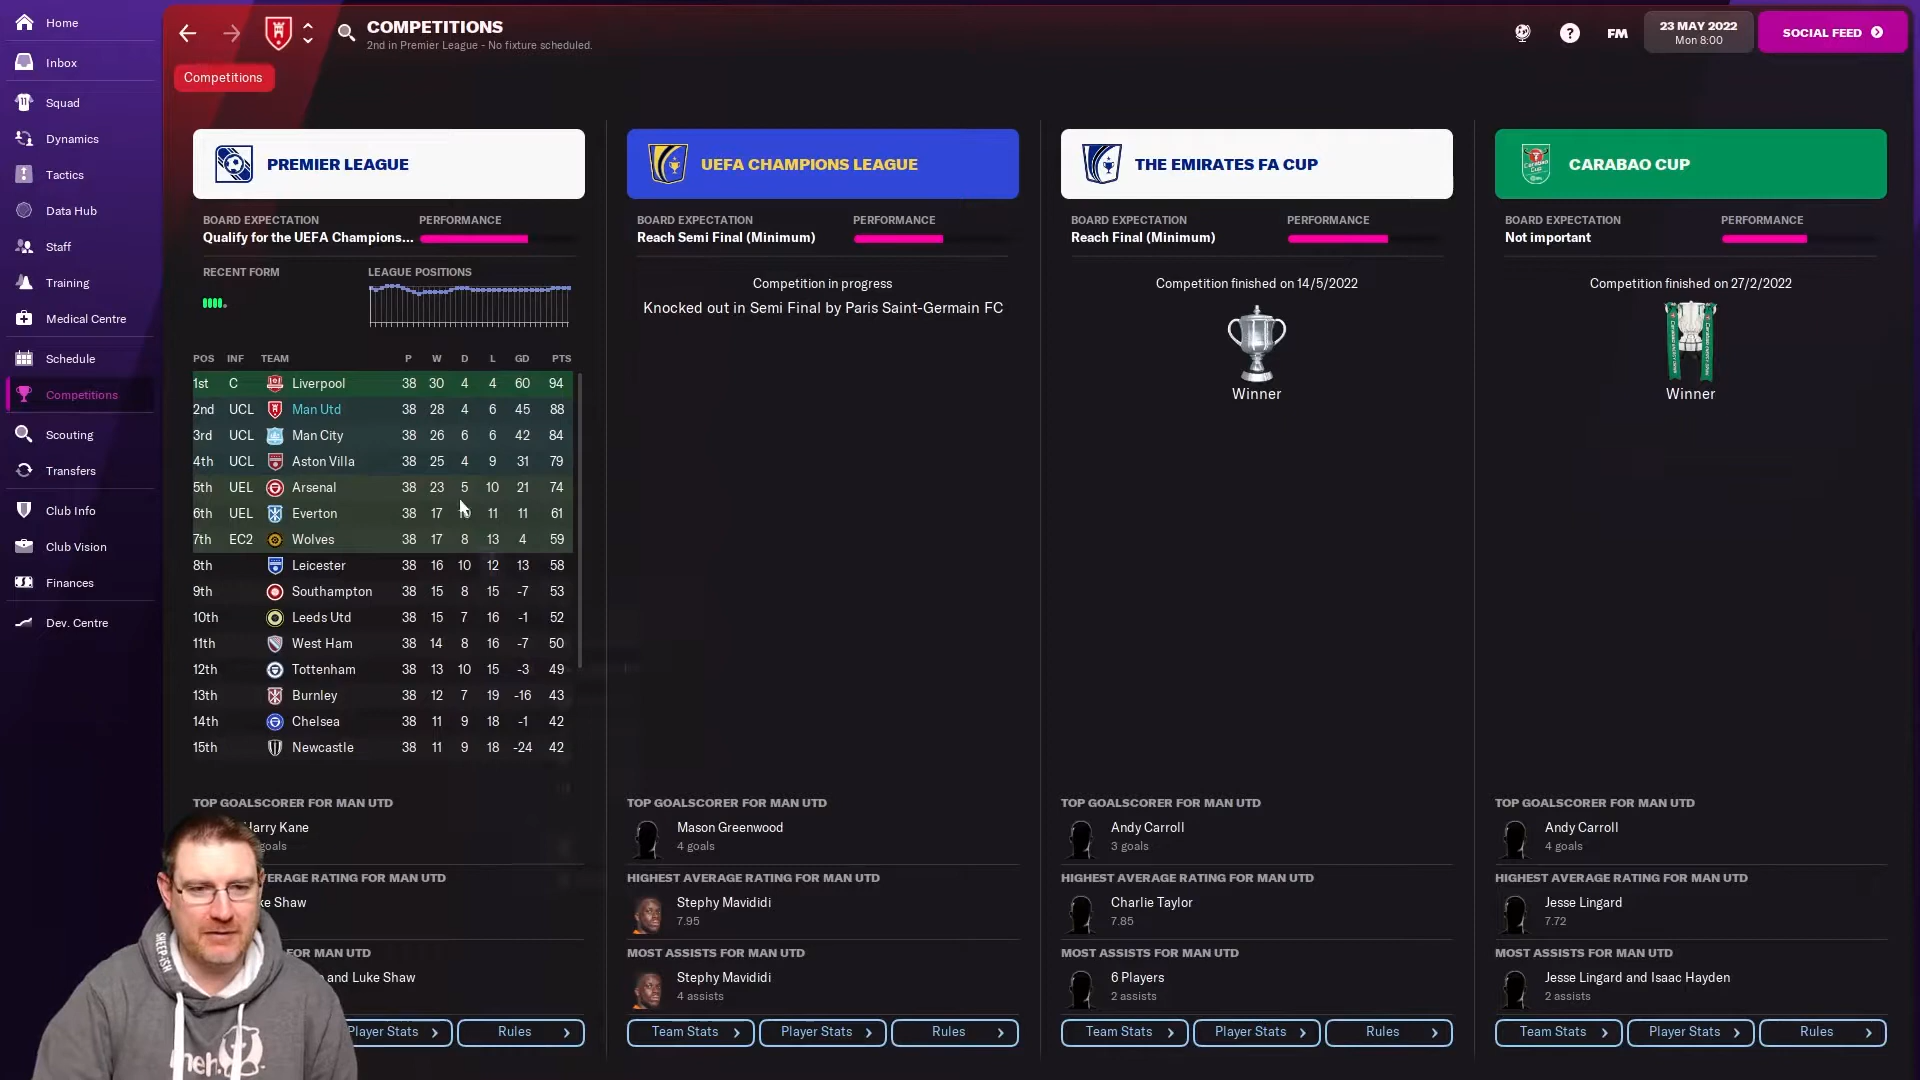 Home
Inbox
Squad
Dynamics
Tactics
Data Hub
Staff
Training
Medical Centre
Schedule
Competitions
Scouting
Transfers
Club Info
Club Vision
Finances
Dev. Centre
COMPETITIONS
2nd in Premier League - No fixture scheduled.
FM
23 MAY 2022
Mon 8:00
SOCIAL FEED
Competitions
PREMIER LEAGUE
BOARD EXPECTATION PERFORMANCE
Qualify for the UEFA Champions...
RECENT FORM LEAGUE POSITIONS
POS INF TEAM P W D L GD PTS
1st C Liverpool 38 30 4 4 60 94
2nd UCL Man Utd 38 28 4 6 45 88
3rd UCL Man City 38 26 6 6 42 84
4th UCL Aston Villa 38 25 4 9 31 79
5th UEL Arsenal 38 23 5 10 21 74
6th UEL Everton 38 17 11 11 61
7th EC2 Wolves 38 17 8 13 4 59
8th Leicester 38 16 10 12 13 58
9th Southampton 38 15 8 15 -7 53
10th Leeds Utd 38 15 7 16 -1 52
11th West Ham 38 14 8 16 -7 50
12th Tottenham 38 13 10 15 -3 49
13th Burnley 38 12 7 19 -16 43
14th Chelsea 38 11 9 18 -1 42
15th Newcastle 38 11 9 18 -24 42
TOP GOALSCORER FOR MAN UTD
Harry Kane
goals
AVERAGE RATING FOR MAN UTD
Shaw
FOR MAN UTD
and Luke Shaw
Player Stats
Rules
UEFA CHAMPIONS LEAGUE
BOARD EXPECTATION PERFORMANCE
Reach Semi Final (Minimum)
Competition in progress
Knocked out in Semi Final by Paris Saint-Germain FC
TOP GOALSCORER FOR MAN UTD
Mason Greenwood
4 goals
HIGHEST AVERAGE RATING FOR MAN UTD
Stephy Mavididi
7.95
MOST ASSISTS FOR MAN UTD
Stephy Mavididi
4 assists
Team Stats
Player Stats
Rules
THE EMIRATES FA CUP
BOARD EXPECTATION PERFORMANCE
Reach Final (Minimum)
Competition finished on 14/5/2022
Winner
TOP GOALSCORER FOR MAN UTD
Andy Carroll
3 goals
HIGHEST AVERAGE RATING FOR MAN UTD
Charlie Taylor
7.85
MOST ASSISTS FOR MAN UTD
6 Players
2 assists
Team Stats
Player Stats
Rules
CARABAO CUP
BOARD EXPECTATION PERFORMANCE
Not important
Competition finished on 27/2/2022
Winner
TOP GOALSCORER FOR MAN UTD
Andy Carroll
4 goals
HIGHEST AVERAGE RATING FOR MAN UTD
Jesse Lingard
7.72
MOST ASSISTS FOR MAN UTD
Jesse Lingard and Isaac Hayden
2 assists
Team Stats
Player Stats
Rules
SHEEP-ISH
meh.